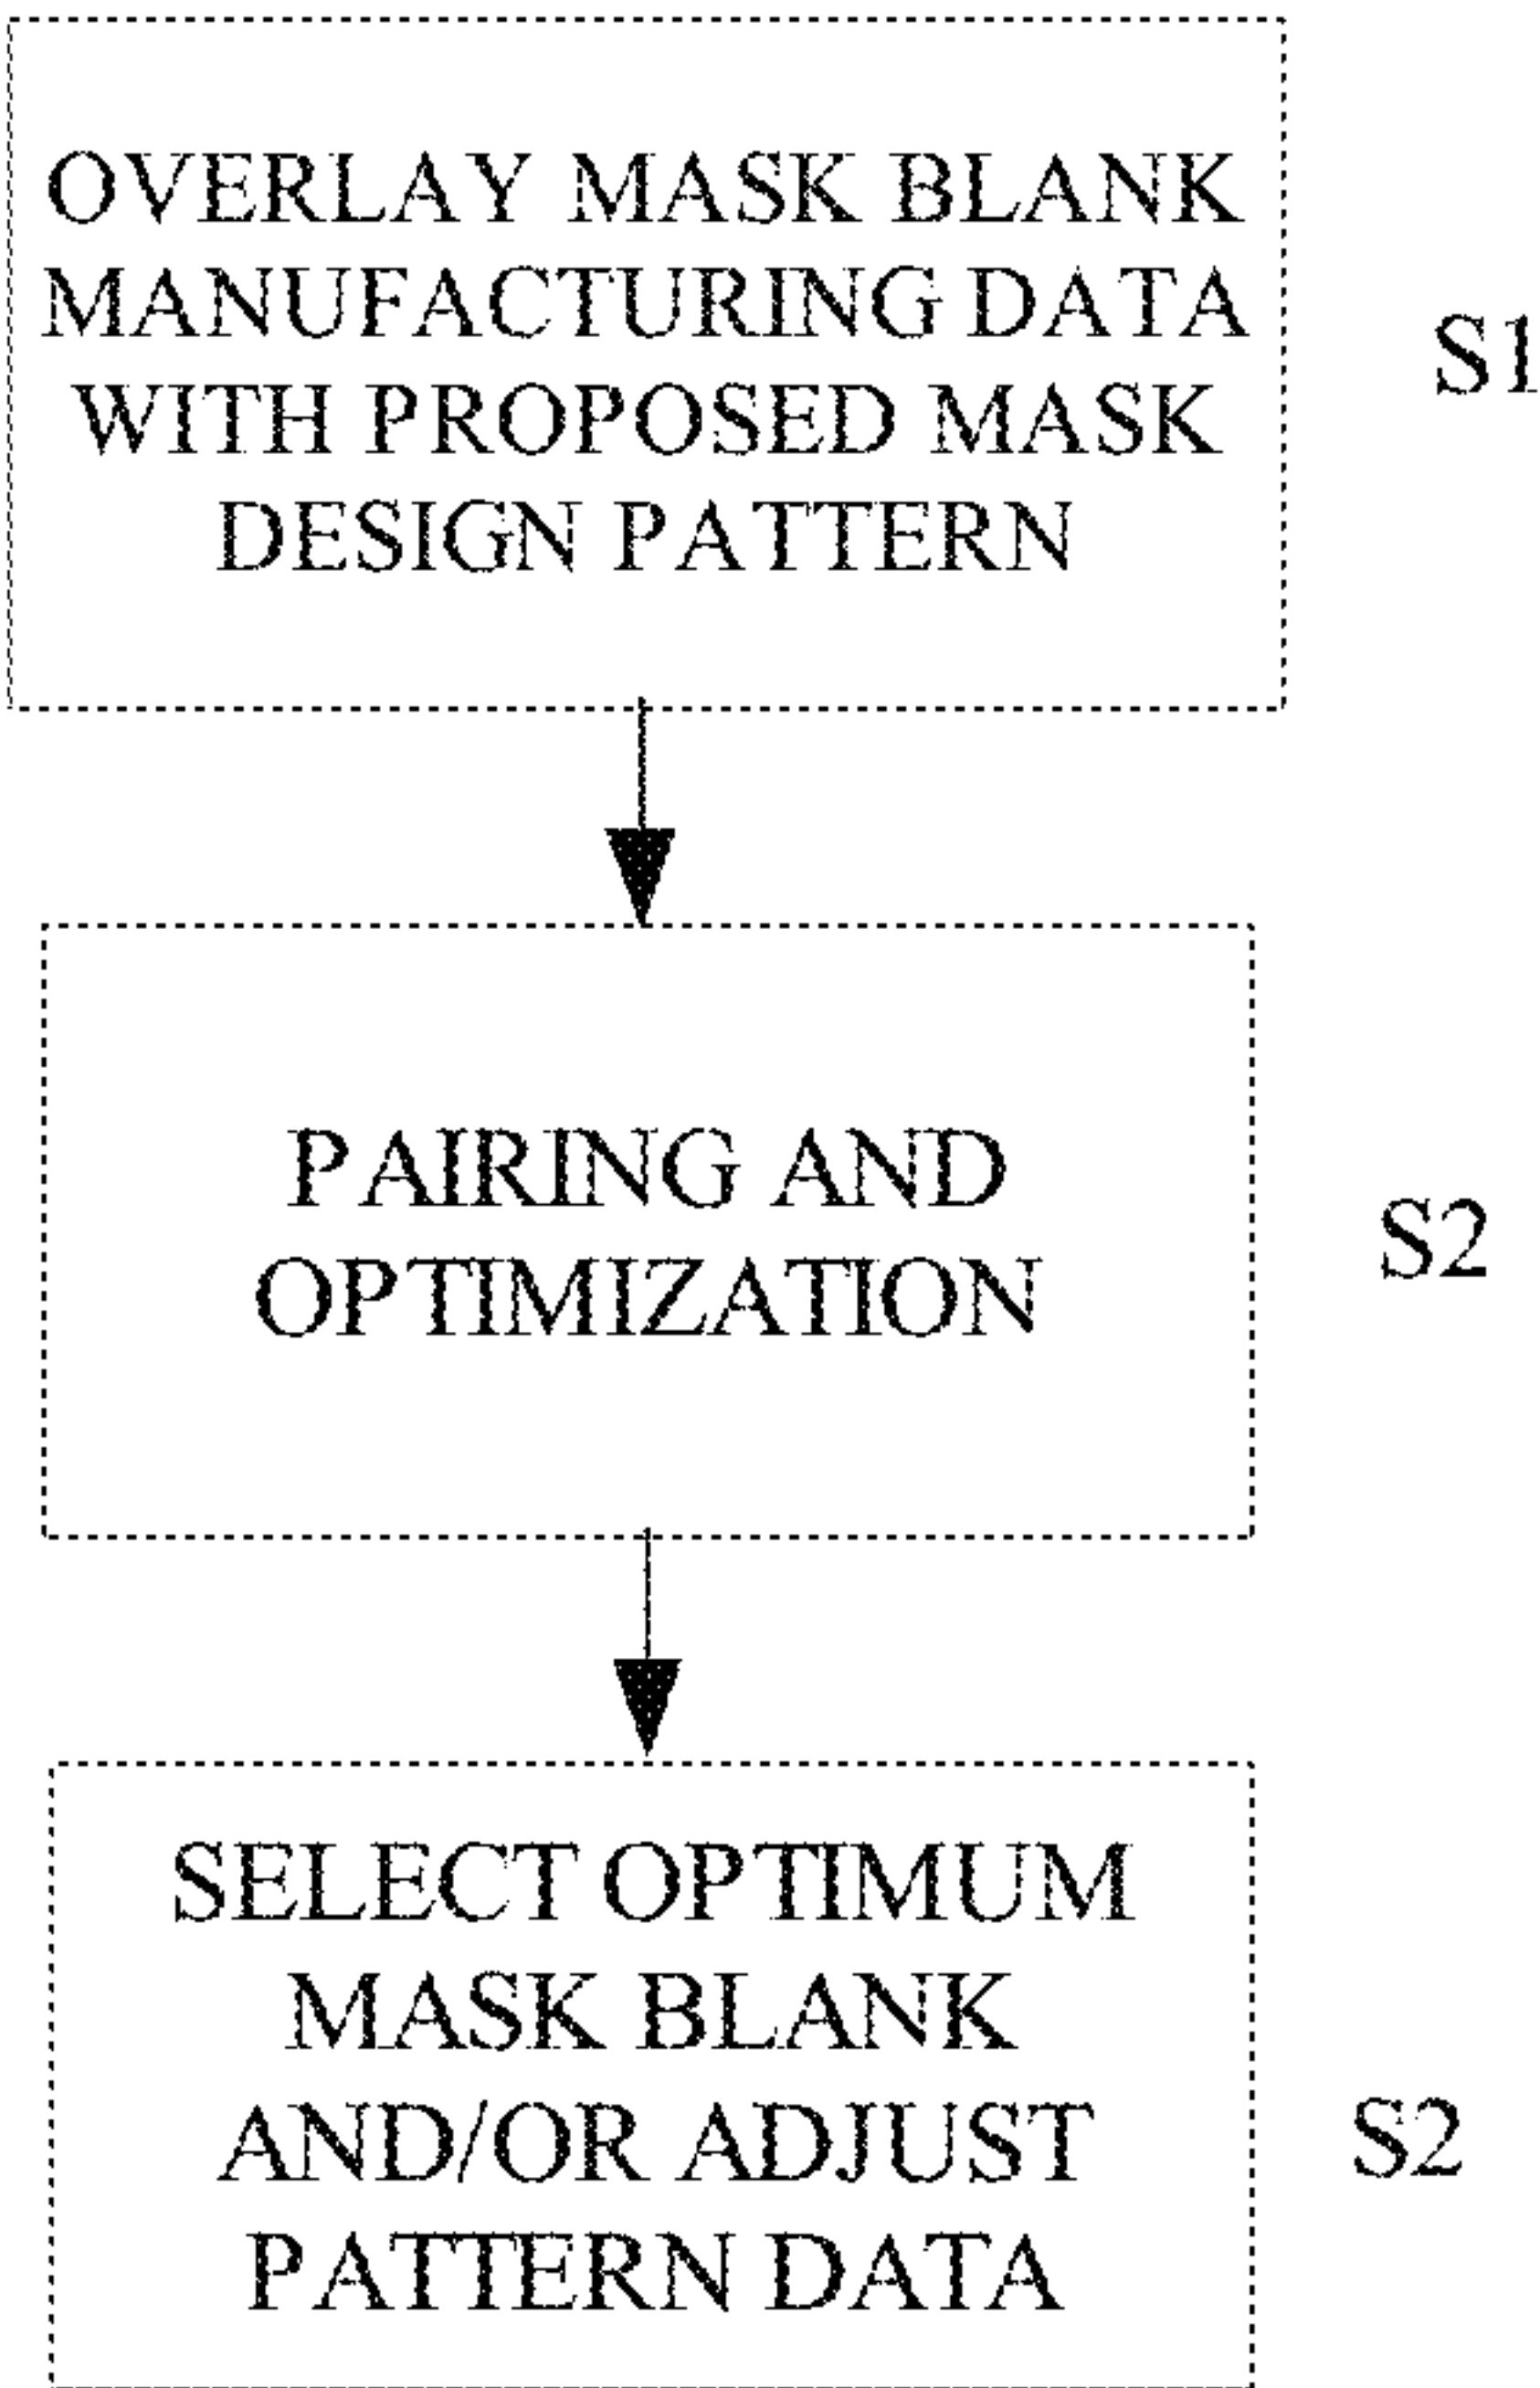 OVERLAY MASK BLANK
MANUFACTURING DATA
WITH PROPOSED MASK
DESIGN PATTERN
S1
PAIRING AND
OPTIMIZATION
S2
SELECT OPTIMUM
MASK BLANK
AND/OR ADJUST
PATTERN DATA
S2